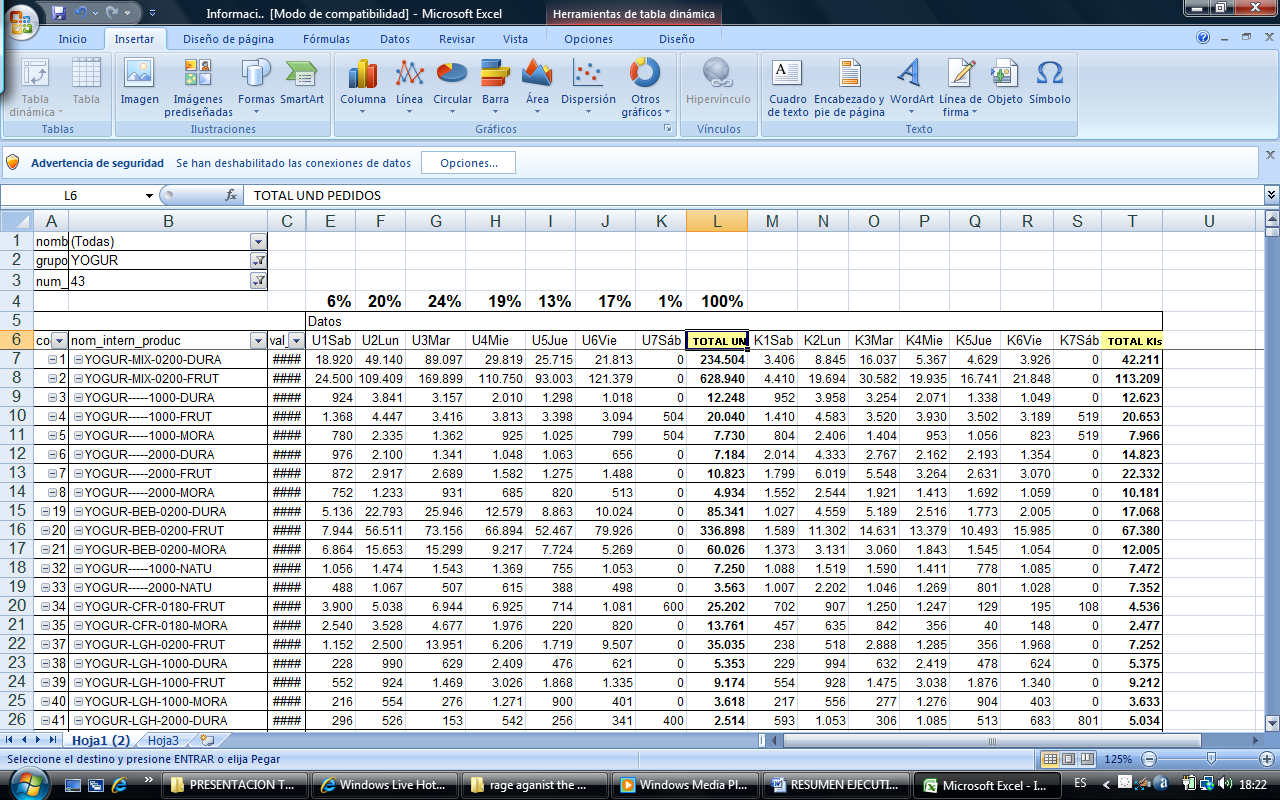 Informaci.. [Modo de compatibilidad] - Microsoft Excel Herramientas de tabla dinámica
Inicio Insertar Diseño de página Fórmulas Datos Revisar Vista Opciones Diseño
Tabla dinámica Tabla Imagen Imágenes prediseñadas Formas SmartArt Columna Línea Circular Barra Área Dispersión Otros gráficos Hipervínculo Cuadro de texto Encabezado y pie de página WordArt Línea de firma Objeto Símbolo
Tablas Ilustraciones Gráficos Vínculos Texto
Advertencia de seguridad Se han deshabilitado las conexiones de datos Opciones...
L6 fx TOTAL UND PEDIDOS
A B C E F G H I J K L M N O P Q R S T U
1 nomb (Todas)
2 grupo YOGUR
3 num_ 43
4 6% 20% 24% 19% 13% 17% 1% 100%
5 Datos
6 co nom_intern_produc val_ U1Sab U2Lun U3Mar U4Mie U5Jue U6Vie U7Sáb TOTAL UN K1Sab K2Lun K3Mar K4Mie K5Jue K6Vie K7Sáb TOTAL Kls
7 1 YOGUR-MIX-0200-DURA #### 18.920 49.140 89.097 29.819 25.715 21.813 0 234.504 3.406 8.845 16.037 5.367 4.629 3.926 0 42.211
8 2 YOGUR-MIX-0200-FRUT #### 24.500 109.409 169.899 110.750 93.003 121.379 0 628.940 4.410 19.694 30.582 19.935 16.741 21.848 0 113.209
9 3 YOGUR-----1000-DURA #### 924 3.841 3.157 2.010 1.298 1.018 0 12.248 952 3.958 3.254 2.071 1.338 1.049 0 12.623
10 4 YOGUR-----1000-FRUT #### 1.368 4.447 3.416 3.813 3.398 3.094 504 20.040 1.410 4.583 3.520 3.930 3.502 3.189 519 20.653
11 5 YOGUR-----1000-MORA #### 780 2.335 1.362 925 1.025 799 504 7.730 804 2.406 1.404 953 1.056 823 519 7.966
12 6 YOGUR-----2000-DURA #### 976 2.100 1.341 1.048 1.063 656 0 7.184 2.014 4.333 2.767 2.162 2.193 1.354 0 14.823
13 7 YOGUR-----2000-FRUT #### 872 2.917 2.689 1.582 1.275 1.488 0 10.823 1.799 6.019 5.548 3.264 2.631 3.070 0 22.332
14 8 YOGUR-----2000-MORA #### 752 1.233 931 685 820 513 0 4.934 1.552 2.544 1.921 1.413 1.692 1.059 0 10.181
15 19 YOGUR-BEB-0200-DURA #### 5.136 22.793 25.946 12.579 8.863 10.024 0 85.341 1.027 4.559 5.189 2.516 1.773 2.005 0 17.068
16 20 YOGUR-BEB-0200-FRUT #### 7.944 56.511 73.156 66.894 52.467 79.926 0 336.898 1.589 11.302 14.631 13.379 10.493 15.985 0 67.380
17 21 YOGUR-BEB-0200-MORA #### 6.864 15.653 15.299 9.217 7.724 5.269 0 60.026 1.373 3.131 3.060 1.843 1.545 1.054 0 12.005
18 32 YOGUR-----1000-NATU #### 1.056 1.474 1.543 1.369 755 1.053 0 7.250 1.088 1.519 1.590 1.411 778 1.085 0 7.472
19 33 YOGUR-----2000-NATU #### 488 1.067 507 615 388 498 0 3.563 1.007 2.202 1.046 1.269 801 1.028 0 7.352
20 34 YOGUR-CFR-0180-FRUT #### 3.900 5.038 6.944 6.925 714 1.081 600 25.202 702 907 1.250 1.247 129 195 108 4.536
21 35 YOGUR-CFR-0180-MORA #### 2.540 3.528 4.677 1.976 220 820 0 13.761 457 635 842 356 40 148 0 2.477
22 37 YOGUR-LGH-0200-FRUT #### 1.152 2.500 13.951 6.206 1.719 9.507 0 35.035 238 518 2.888 1.285 356 1.968 0 7.252
23 38 YOGUR-LGH-1000-DURA #### 228 990 629 2.409 476 621 0 5.353 229 994 632 2.419 478 624 0 5.375
24 39 YOGUR-LGH-1000-FRUT #### 552 924 1.469 3.026 1.868 1.335 0 9.174 554 928 1.475 3.038 1.876 1.340 0 9.212
25 40 YOGUR-LGH-1000-MORA #### 216 554 276 1.271 900 401 0 3.618 217 556 277 1.276 904 403 0 3.633
26 41 YOGUR-LGH-2000-DURA #### 296 526 153 542 256 341 400 2.514 593 1.053 306 1.085 513 683 801 5.034
Hoja1 (2) Hoja3
Seleccione el destino y presione ENTRAR o elija Pegar 125%
PRESENTACION T... Windows Live Hot... rage aganist the ... Windows Media Pl... RESUMEN EJECUTI... Microsoft Excel - I... ES 18:22